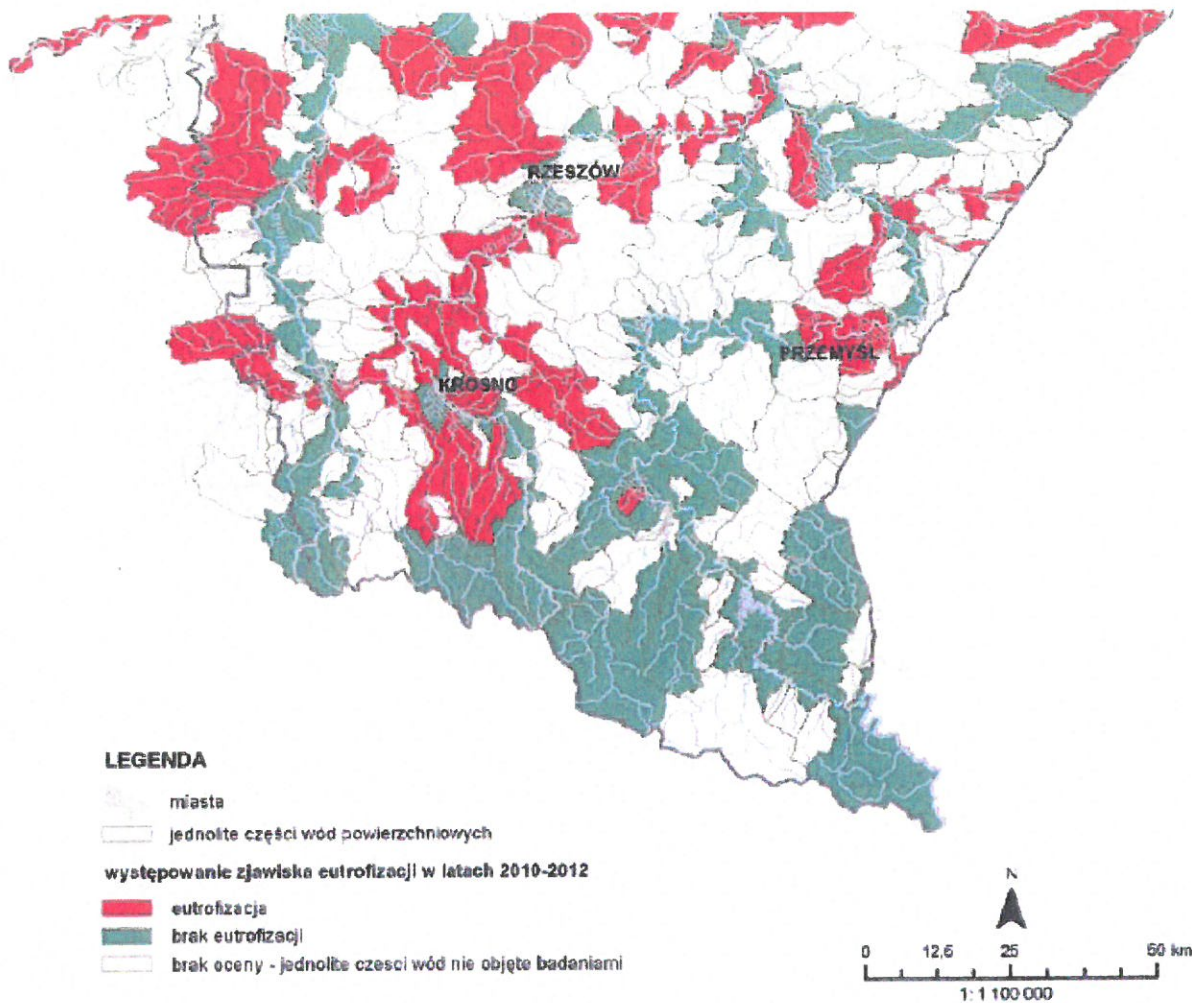 RZESZÓW
PRZEMYŚL
KROSNO
LEGENDA
miasta
jednolite części wód powierzchniowych
występowanie zjawiska eutrofizacji w latach 2010-2012
eutrofizacja
brak eutrofizacji
brak oceny - jednolite czesci wód nie objęte badaniami
N
0 12,5 25 50 km
1: 1 100 000